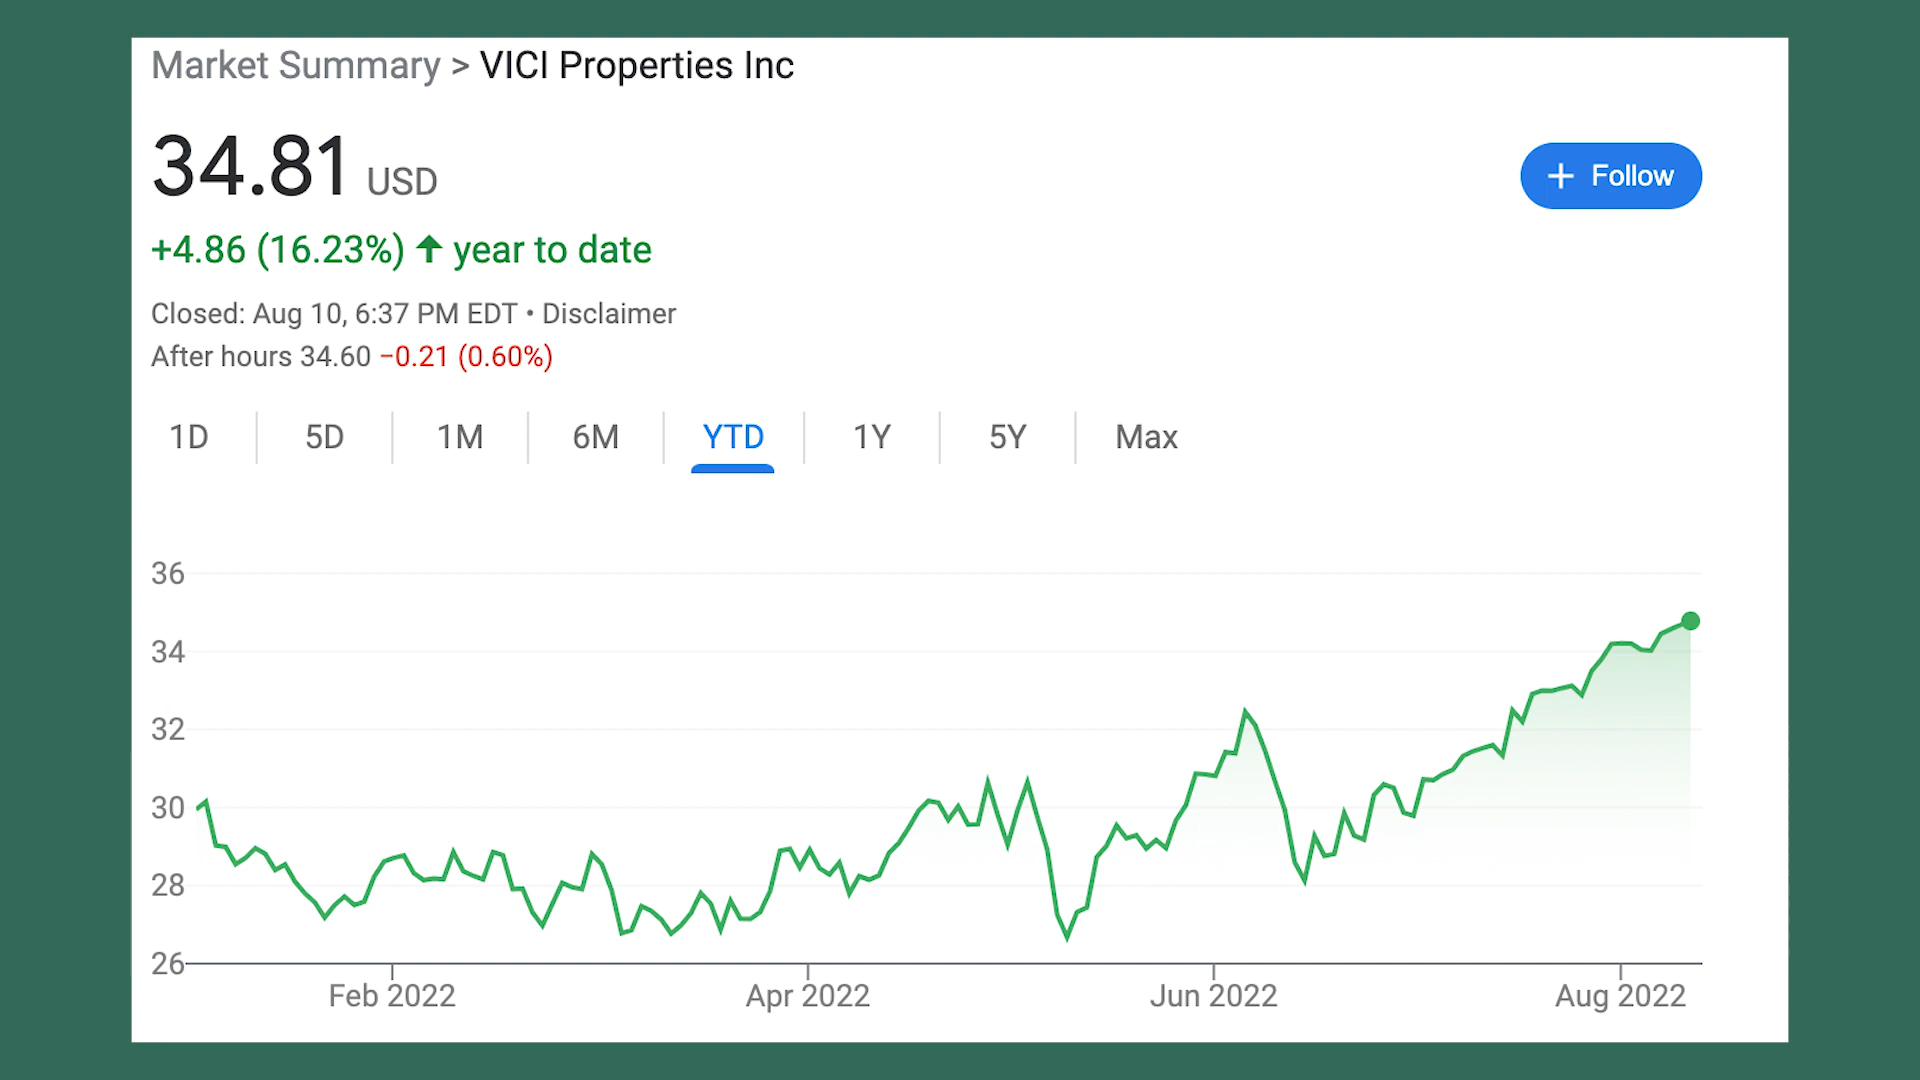 Market Summary > VICI Properties Inc
34.81 USD
+ Follow
+4.86 (16.23%) ↑ year to date
Closed: Aug 10, 6:37 PM EDT • Disclaimer
After hours 34.60 −0.21 (0.60%)
1D 5D 1M 6M YTD 1Y 5Y Max
36
34
32
30
28
26
Feb 2022 Apr 2022 Jun 2022 Aug 2022